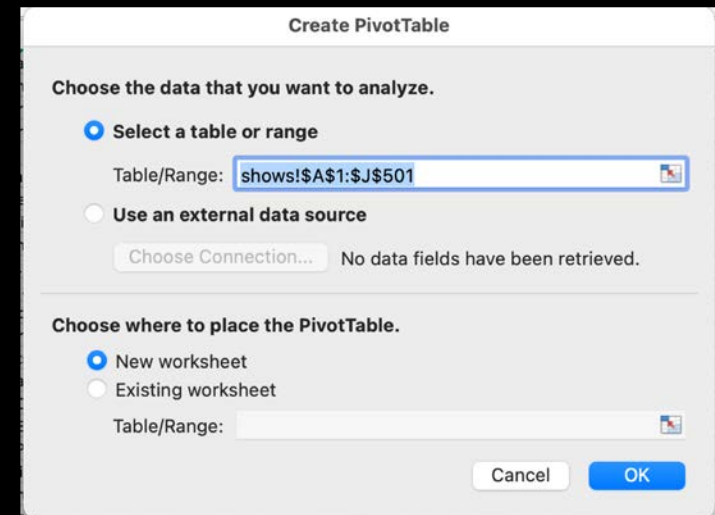 Create PivotTable
Choose the data that you want to analyze.
Select a table or range
Table/Range: shows!$A$1:$J$501
Use an external data source
Choose Connection... No data fields have been retrieved.
Choose where to place the PivotTable.
New worksheet
Existing worksheet
Table/Range:
Cancel OK